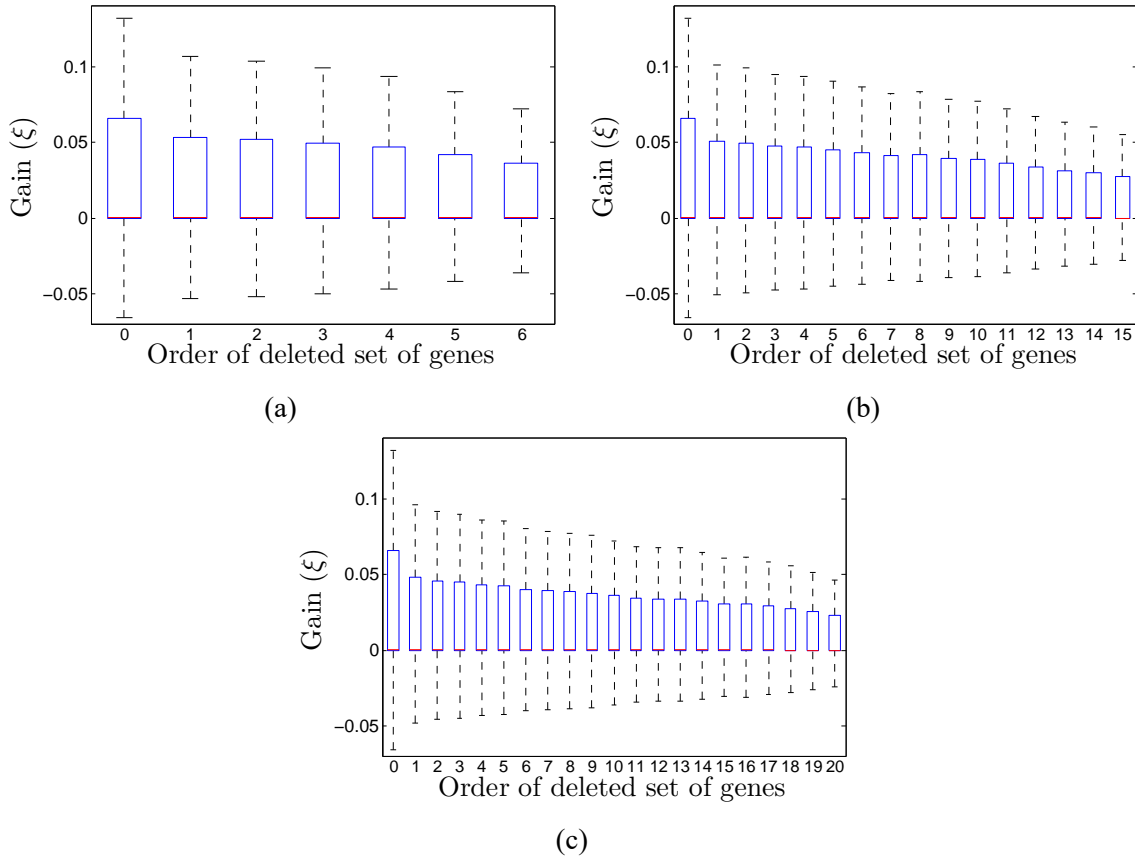 0.1
0.05
0
−0.05
Gain (ξ)
0 1 2 3 4 5 6
Order of deleted set of genes
(a)
0.1
0.05
0
−0.05
Gain (ξ)
0 1 2 3 4 5 6 7 8 9 10 11 12 13 14 15
Order of deleted set of genes
(b)
0.1
0.05
0
−0.05
Gain (ξ)
0 1 2 3 4 5 6 7 8 9 10 11 12 13 14 15 16 17 18 19 20
Order of deleted set of genes
(c)